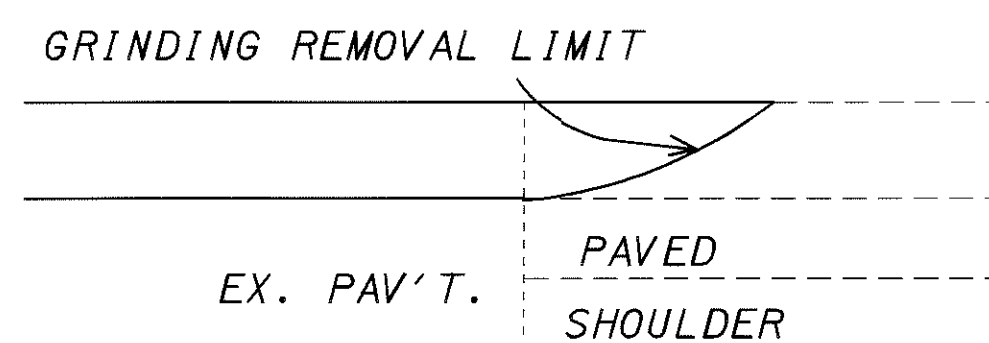 GRINDING REMOVAL LIMIT
PAVED
EX. PAV'T.
SHOULDER